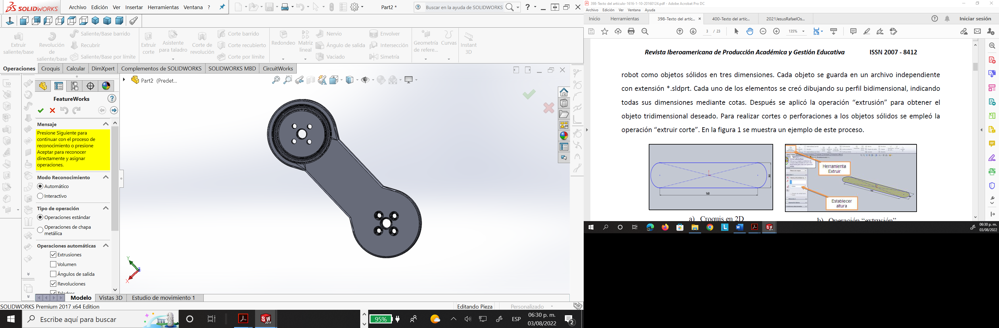 SOLIDWORKS
Archivo Edición Ver Insertar Herramientas Ventana ?
Part2 *
Buscar en la ayuda de SOLIDWORKS
Extruir saliente/base
Revolución de saliente/base
Saliente/Base barrido
Recubrir
Saliente/Base por límite
Extruir corte
Asistente para taladro
Corte de revolución
Corte barrido
Corte recubierto
Corte por límite
Redondeo
Matriz lineal
Nervio
Ángulo de salida
Vaciado
Envolver
Intersección
Simetría
Geometría de refere...
Curvas
Instant 3D
Operaciones Croquis Calcular DimXpert Complementos de SOLIDWORKS SOLIDWORKS MBD CircuitWorks
Part2 (Predet...
3D
FeatureWorks
Mensaje
Presione Siguiente para
continuar con el proceso de
reconocimiento o presione
Aceptar para reconocer
directamente y asignar
operaciones.
Modo Reconocimiento
Automático
Interactivo
Tipo de operación
Operaciones estándar
Operaciones de chapa
metálica
Operaciones automáticas
Extrusiones
Volumen
Ángulos de salida
Revoluciones
Taladros
Y
Z
X
Modelo Vistas 3D Estudio de movimiento 1
SOLIDWORKS Premium 2017 x64 Edition
Editando Pieza Personalizado
Escribe aquí para buscar
95%
ESP
06:30 p. m.
03/08/2022
2
398-Texto del artículo-1616-1-10-20160124.pdf - Adobe Acrobat Pro DC
Archivo Edición Ver Ventana Ayuda
Inicio Herramientas 398-Texto del artíc... × 400-Texto del artíc... 2021JesusRafaelOs... Iniciar sesión
3 / 23 135%
Revista Iberoamericana de Producción Académica y Gestión Educativa ISSN 2007 - 8412
robot como objetos sólidos en tres dimensiones. Cada objeto se guarda en un archivo independiente
con extensión *.sldprt. Cada uno de los elementos se creó dibujando su perfil bidimensional, indicando
todas sus dimensiones mediante cotas. Después se aplicó la operación “extrusión” para obtener el
objeto tridimensional deseado. Para realizar cortes o perforaciones a los objetos sólidos se empleó la
operación “extruir corte”. En la figura 1 se muestra un ejemplo de este proceso.
160
Herramienta
Extruir
Establecer
altura
a) Croquis en 2D
b) Operación “extrusión”
06:30 p. m.
03/08/2022